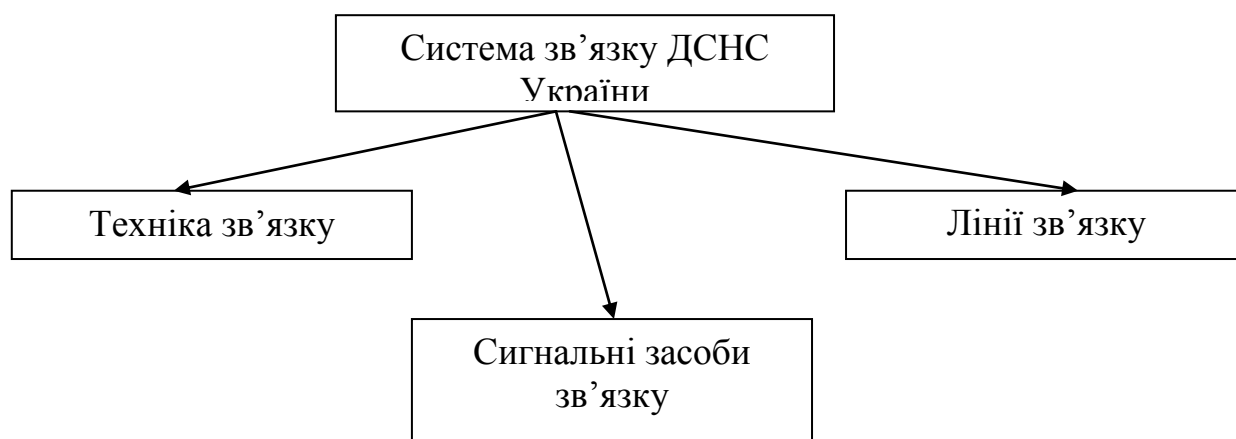 Система зв’язку ДСНС
України
Техніка зв’язку
Лінії зв’язку
Сигнальні засоби
зв’язку